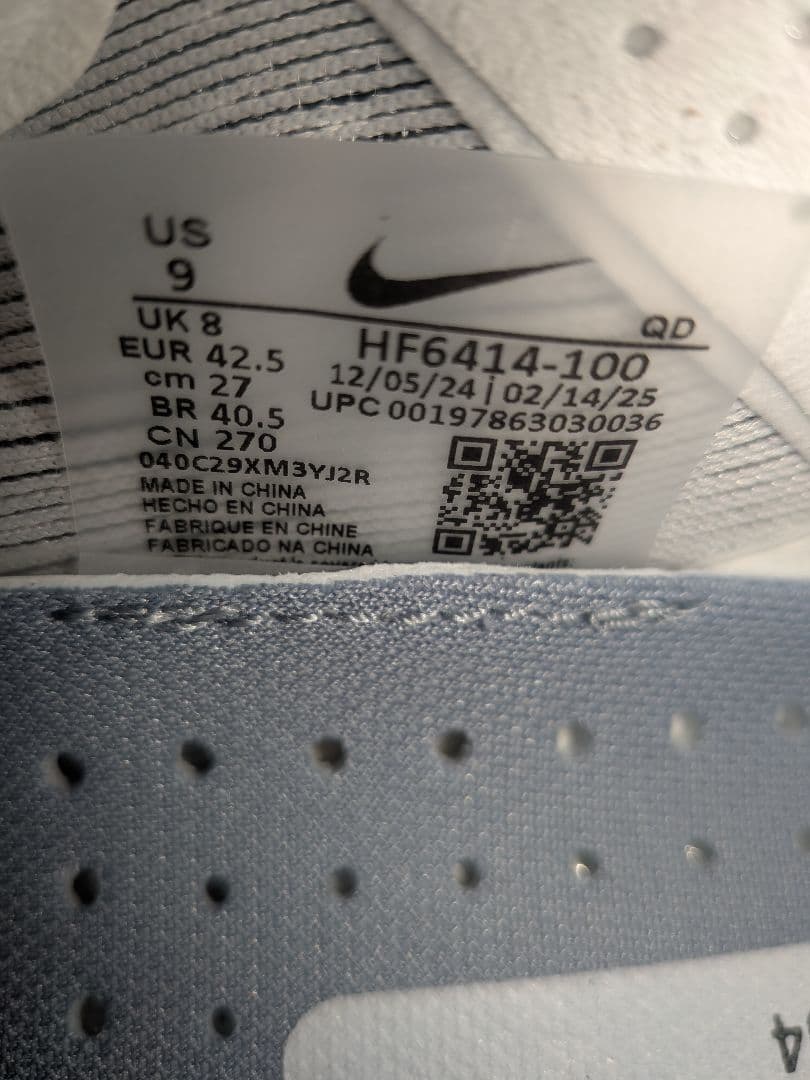 US
9
QD
UK 8
EUR 42.5
cm 27
BR 40.5
CN 270
040C29XM3YJ2R
MADE IN CHINA
HECHO EN CHINA
FABRIQUE EN CHINE
FABRICADO NA CHINA
HF6414-100
12/05/24 | 02/14/25
UPC 00197863030036